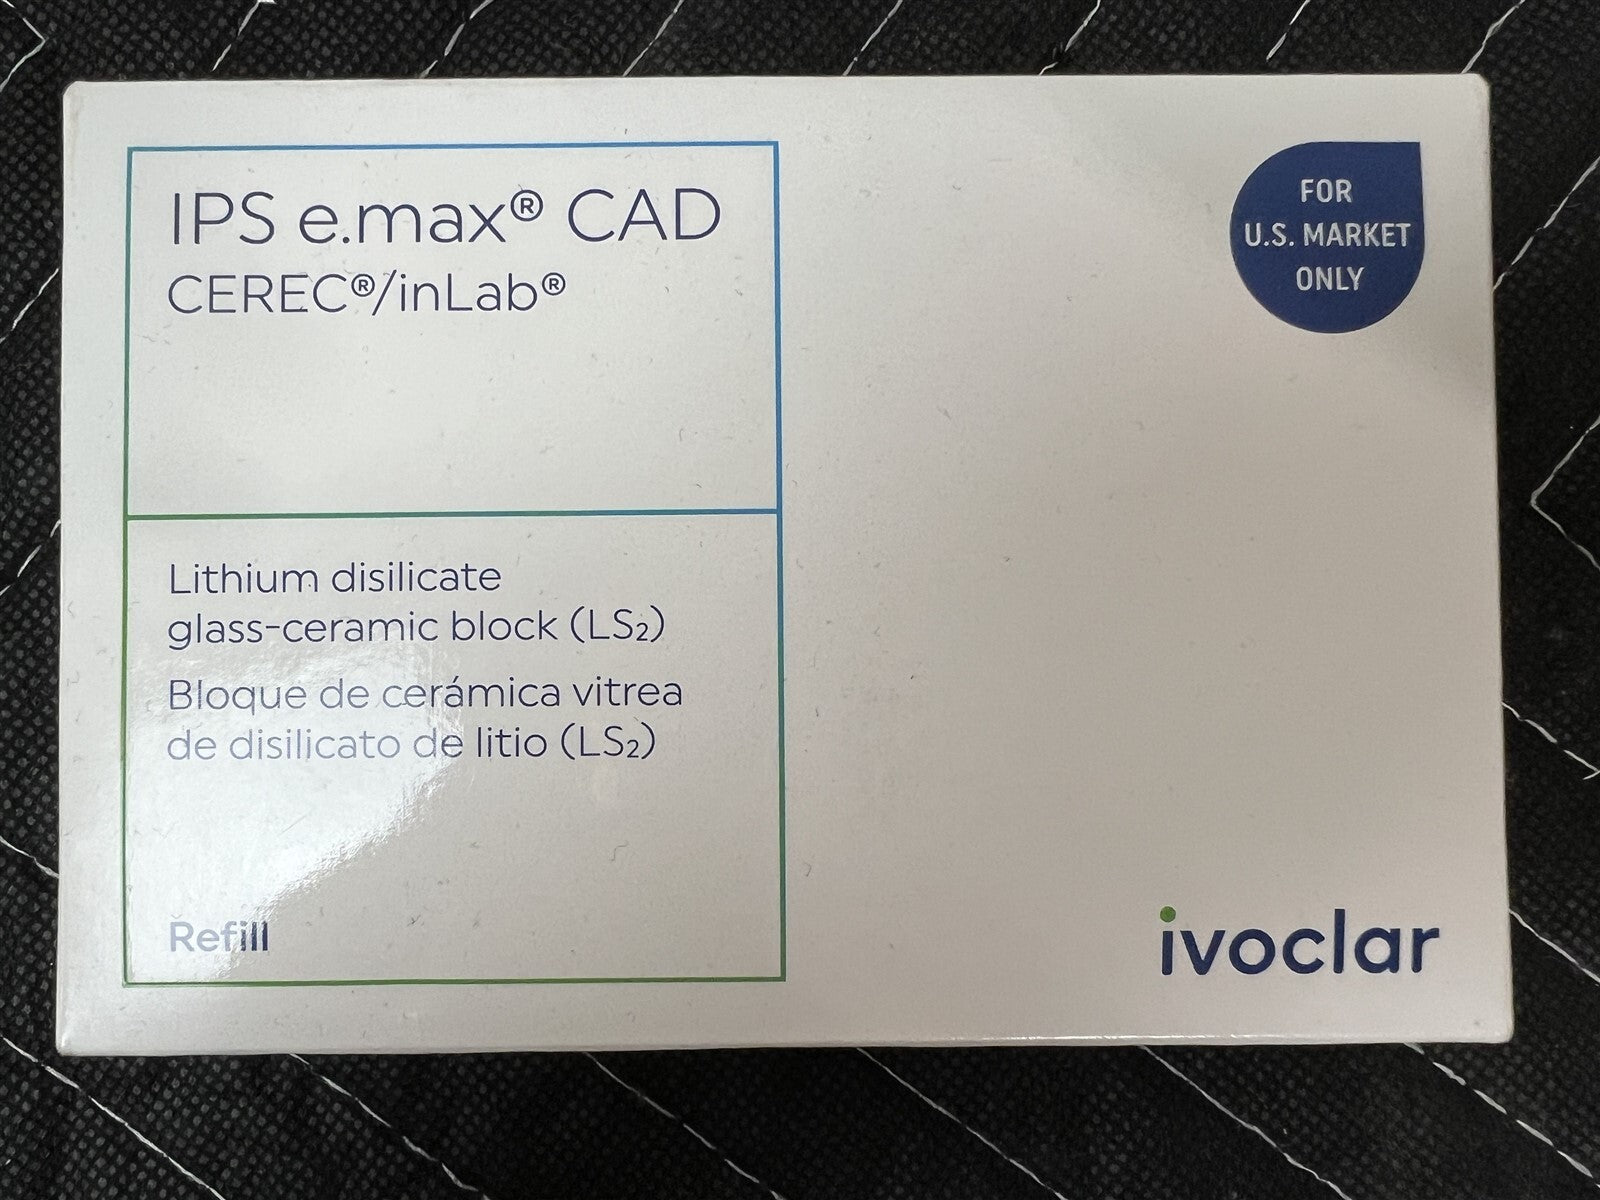 IPS e.max® CAD
CEREC®/inLab®
FOR
U.S. MARKET
ONLY
Lithium disilicate
glass-ceramic block (LS₂)
Bloque de cerámica vitrea
de disilicato de litio (LS₂)
Refill
ivoclar